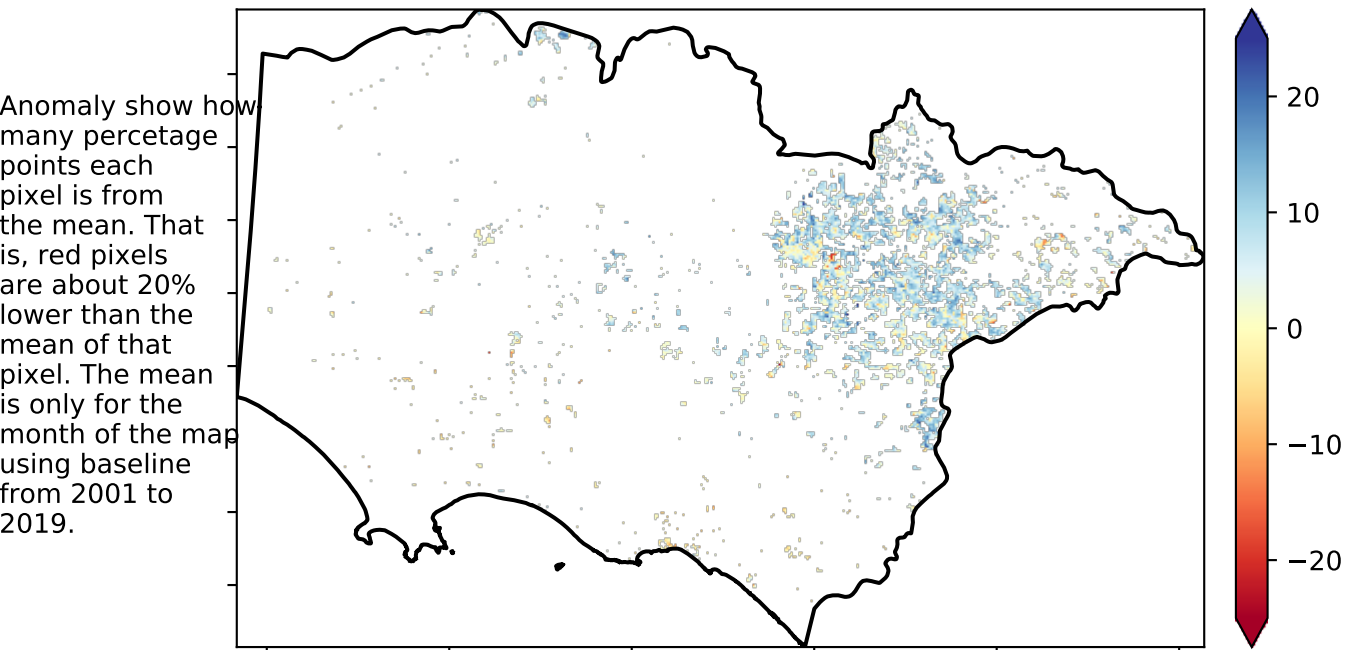 Anomaly show how
many percetage
points each
pixel is from
the mean. That
is, red pixels
are about 20%
lower than the
mean of that
pixel. The mean
is only for the
month of the map
using baseline
from 2001 to
2019.
20
10
0
−10
−20